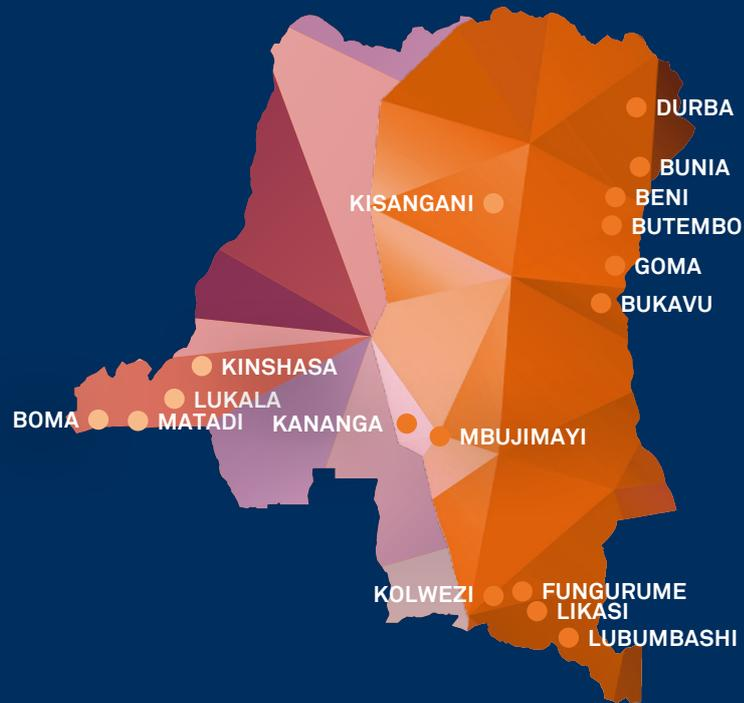 DURBA
BUNIA
BENI
KISANGANI
BUTEMBO
GOMA
BUKAVU
KINSHASA
LUKALA
BOMA
MATADI
KANANGA
MBUJIMAYI
FUNGURUME
KOLWEZI
LIKASI
LUBUMBASHI